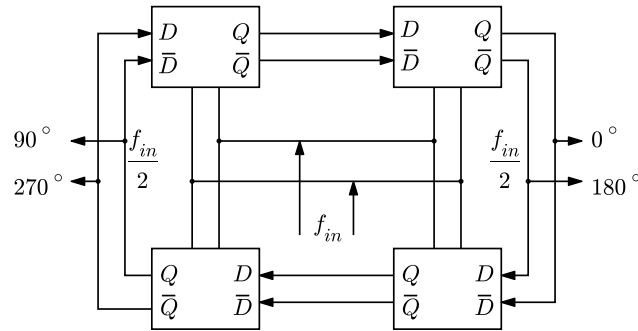 D Q D Q
D̅ Q̅ D̅ Q̅
90° f_in/2 f_in/2 0°
270° 180°
f_in
Q D Q D
Q̅ D̅ Q̅ D̅